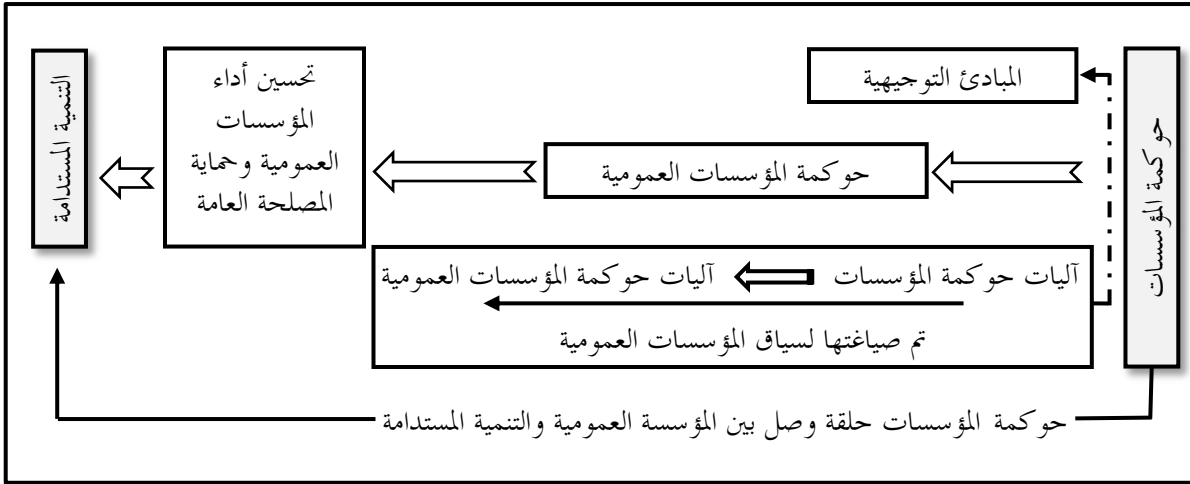 حوكمة المؤسسات
المبادئ التوجيهية
حوكمة المؤسسات العمومية
تحسين أداء
المؤسسات
العمومية وحماية
المصلحة العامة
التنمية المستدامة
آليات حوكمة المؤسسات آليات حوكمة المؤسسات العمومية
تم صياغتها لسياق المؤسسات العمومية
حوكمة المؤسسات حلقة وصل بين المؤسسة العمومية والتنمية المستدامة